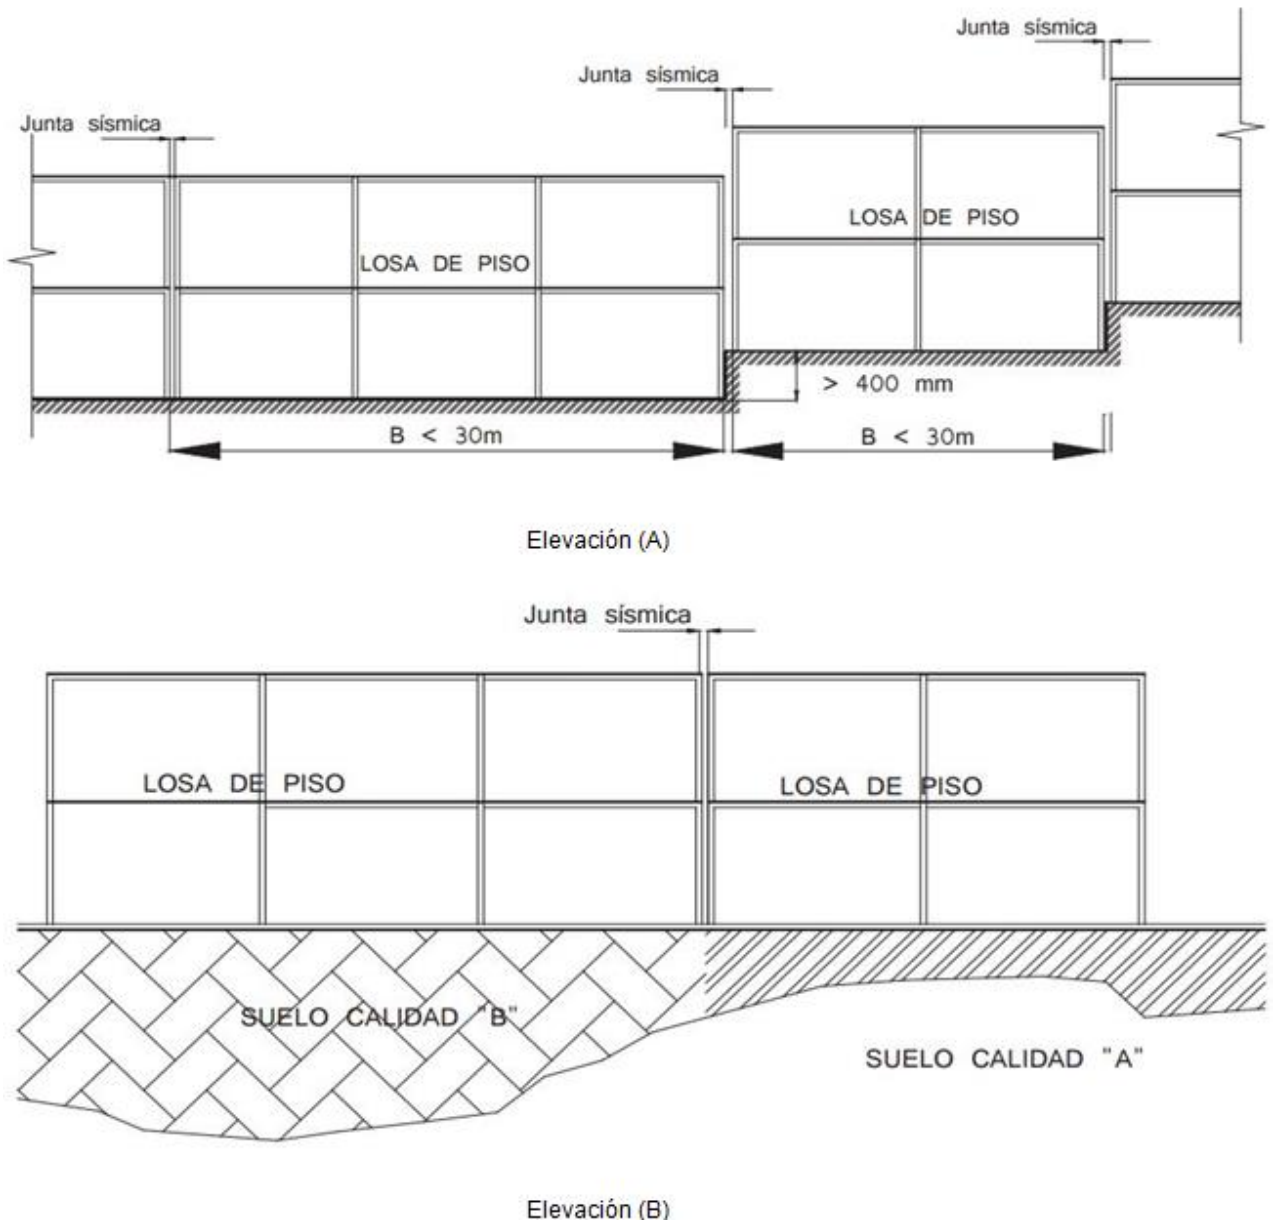 Junta sísmica
Junta sísmica
Junta sísmica
LOSA DE PISO
LOSA DE PISO
> 400 mm
B < 30m
B < 30m
Elevación (A)
Junta sísmica
LOSA DE PISO
LOSA DE PISO
SUELO CALIDAD "B"
SUELO CALIDAD "A"
Elevación (B)